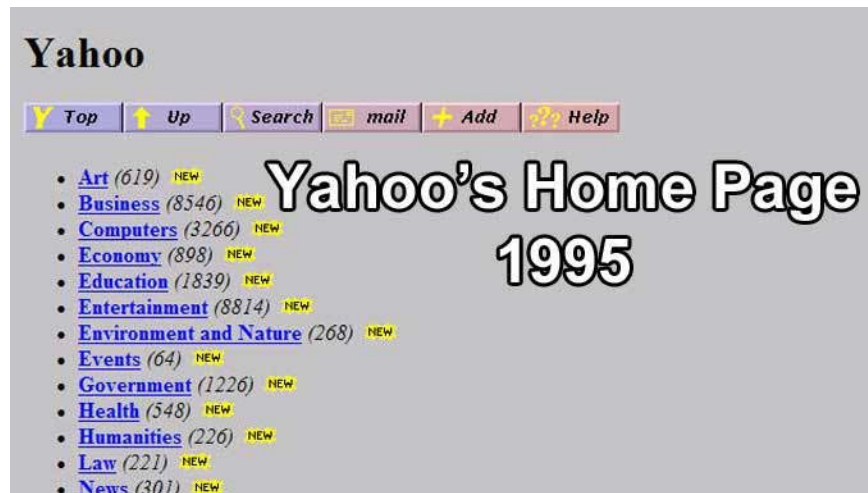 Yahoo
Y Top Up Search mail Add ??? Help
Yahoo's Home Page
1995
Art (619) NEW
Business (8546) NEW
Computers (3266) NEW
Economy (898) NEW
Education (1839) NEW
Entertainment (8814) NEW
Environment and Nature (268) NEW
Events (64) NEW
Government (1226) NEW
Health (548) NEW
Humanities (226) NEW
Law (221) NEW
News (301) NEW